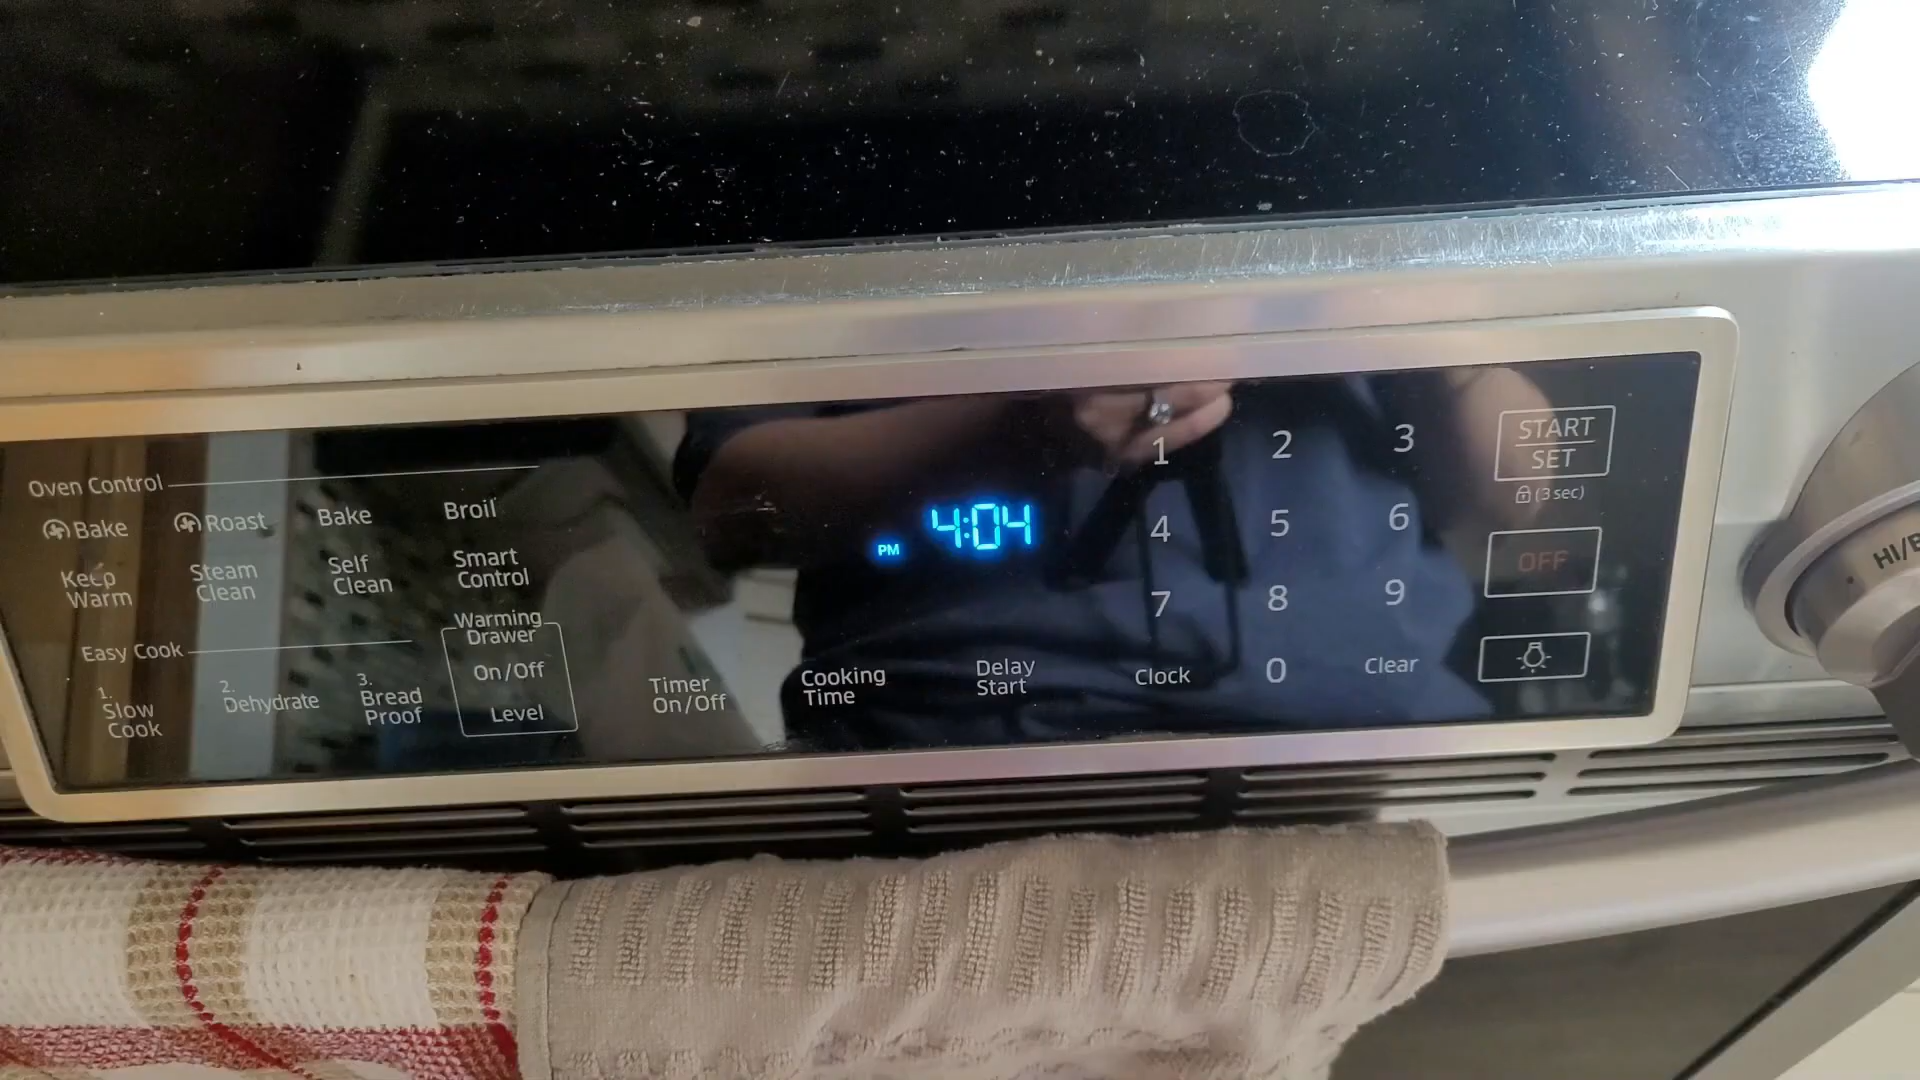 Oven Control
Bake
Roast
Bake
Broil
Keep
Warm
Steam
Clean
Self
Clean
Smart
Control
Easy Cook
1.
Slow
Cook
2.
Dehydrate
3.
Bread
Proof
Warming
Drawer
On/Off
Level
PM 4:04
Timer
On/Off
Cooking
Time
Delay
Start
1 2 3
4 5 6
7 8 9
Clock 0 Clear
START
SET
(3 sec)
OFF